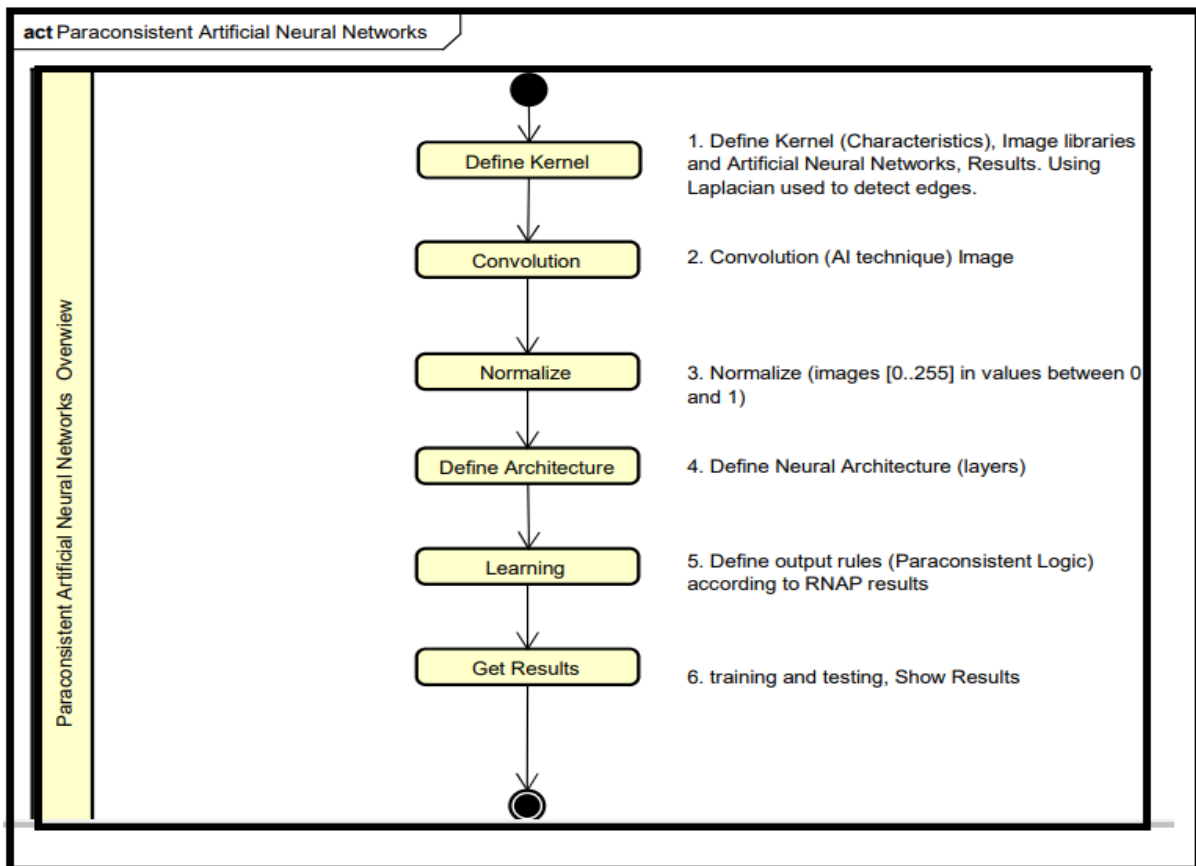 act Paraconsistent Artificial Neural Networks
Paraconsistent Artificial Neural Networks Overwiew
Define Kernel
1. Define Kernel (Characteristics), Image libraries
and Artificial Neural Networks, Results. Using
Laplacian used to detect edges.
Convolution
2. Convolution (AI technique) Image
Normalize
3. Normalize (images [0..255] in values between 0
and 1)
Define Architecture
4. Define Neural Architecture (layers)
Learning
5. Define output rules (Paraconsistent Logic)
according to RNAP results
Get Results
6. training and testing, Show Results